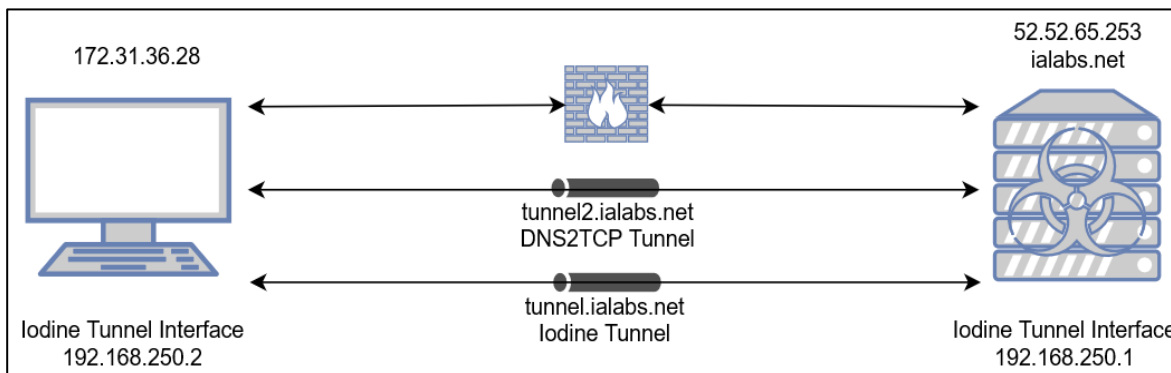 172.31.36.28
52.52.65.253
ialabs.net
tunnel2.ialabs.net
DNS2TCP Tunnel
tunnel.ialabs.net
Iodine Tunnel
Iodine Tunnel Interface
192.168.250.2
Iodine Tunnel Interface
192.168.250.1